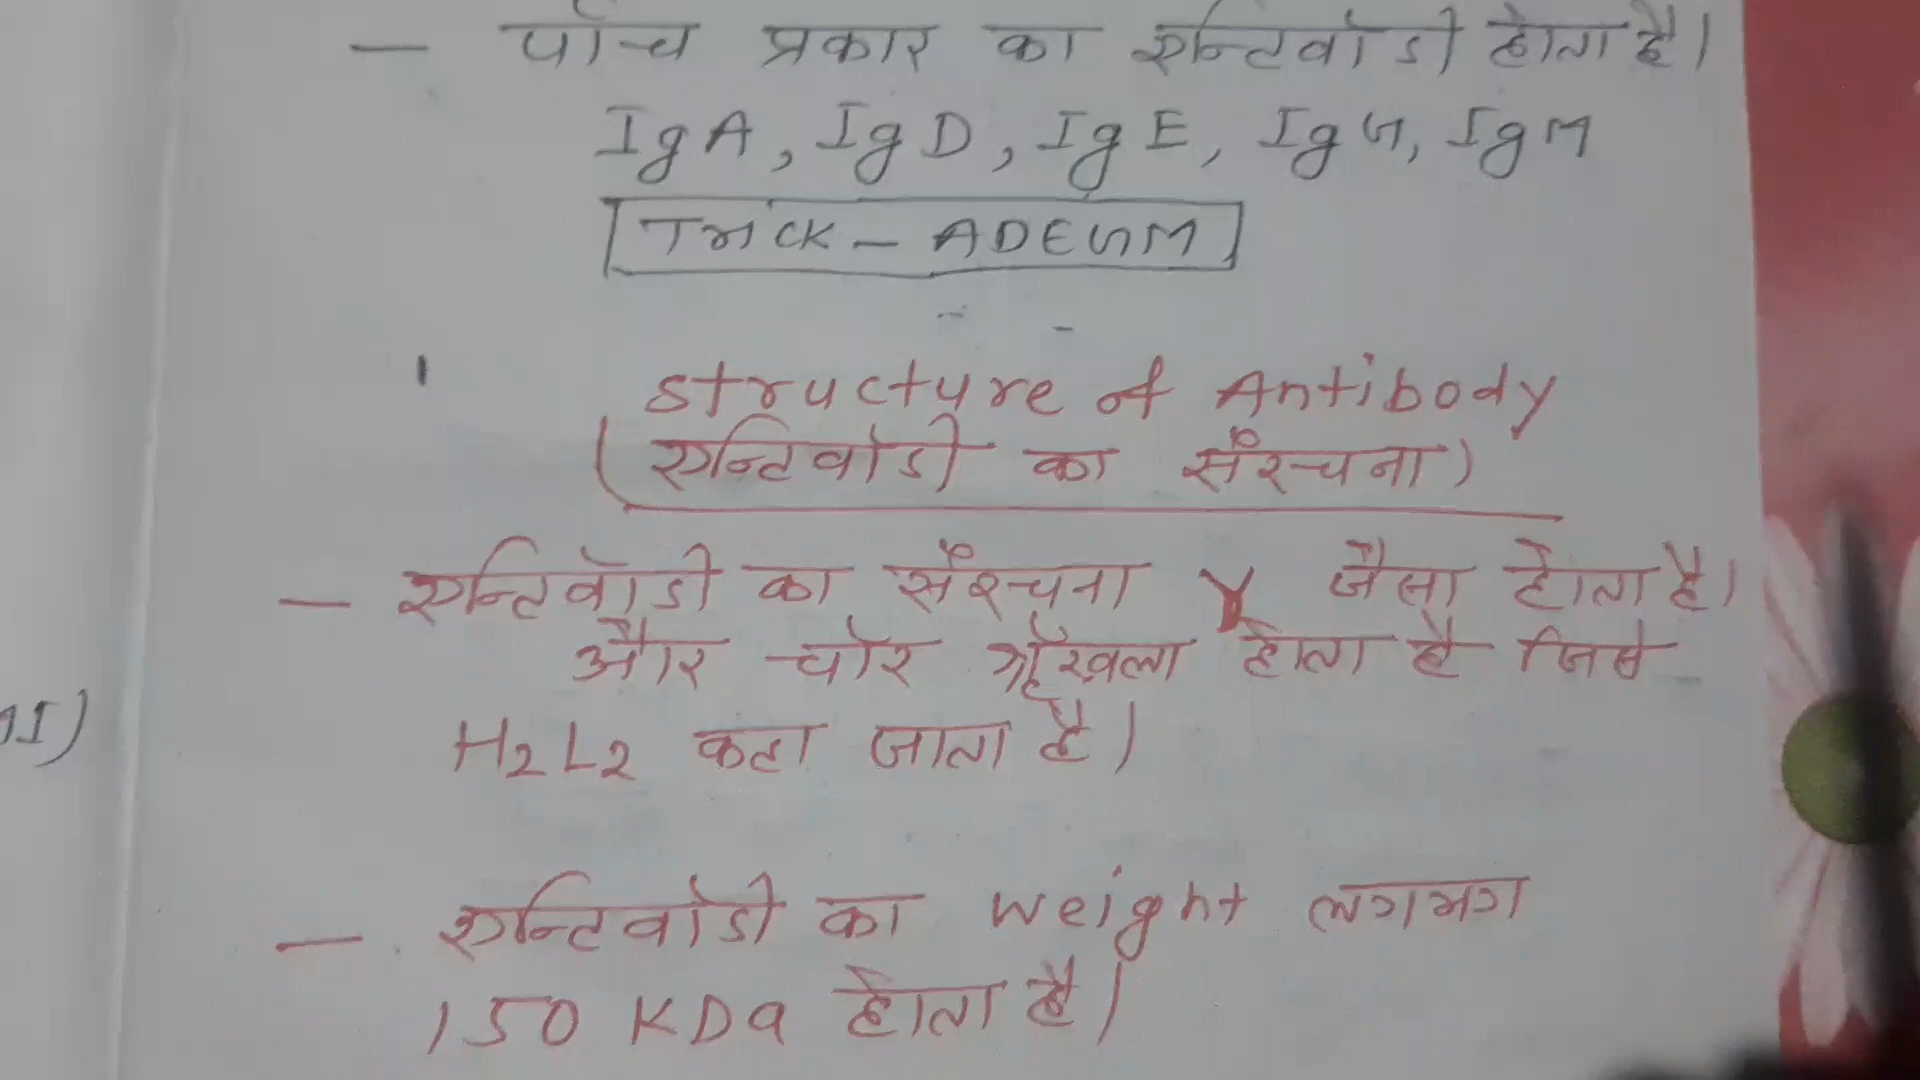 — पाँच प्रकार का एन्टिबॉडी होता है।
IgA, IgD, IgE, IgG, IgM
Trick - ADEGM
Structure of Antibody
(एन्टिबॉडी का संरचना)
— एन्टिबॉडी का संरचना Y जैसा होता है।
और चार श्रृंखला होता है जिसे
H2L2 कहा जाता है।
— एन्टिबॉडी का weight लगभग
150 KDa होता है।